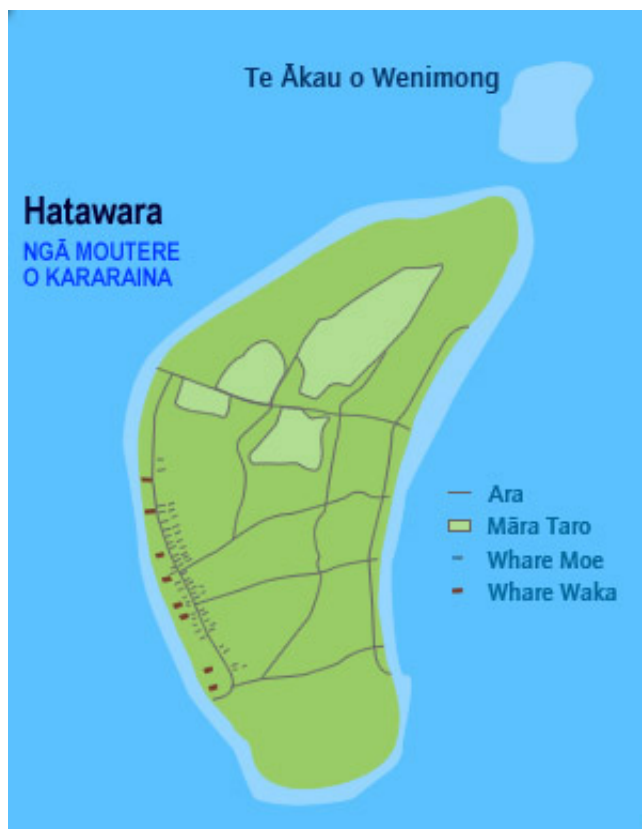 Te Ākau o Wenimong
Hatawara
NGĀ MOUTERE
O KARARAINA
Ara
Māra Taro
Whare Moe
Whare Waka